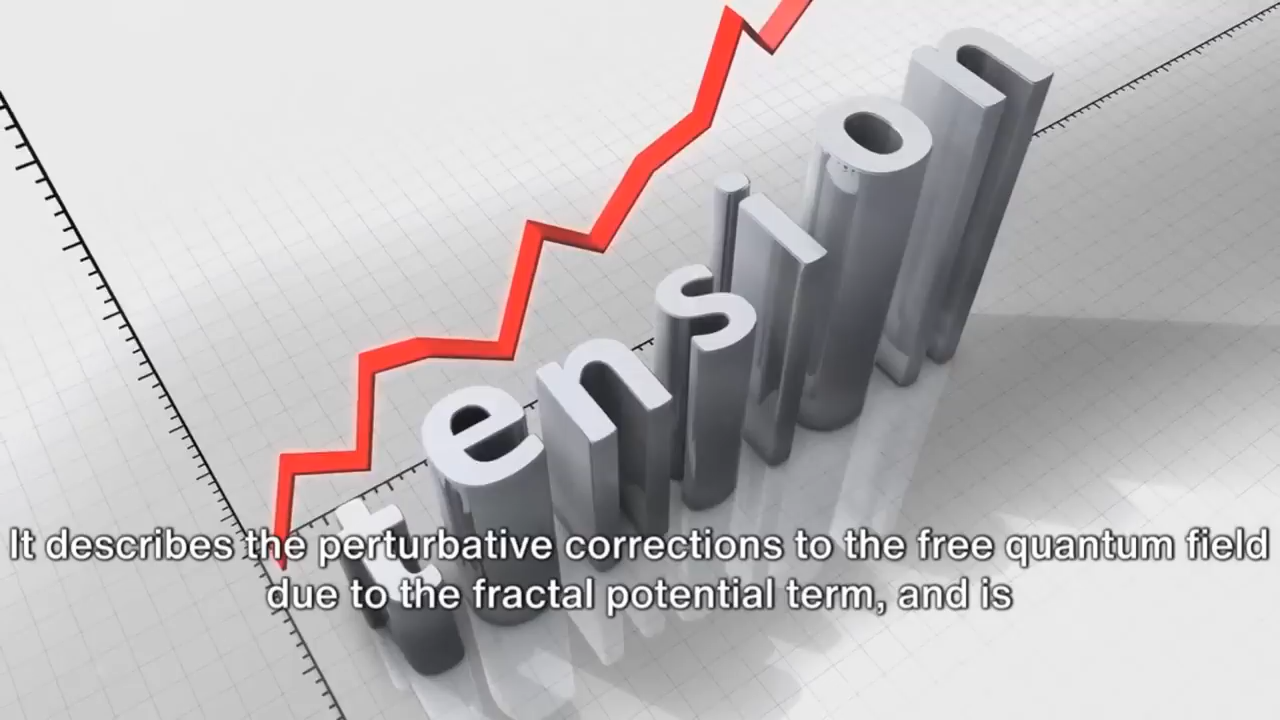 tension
It describes the perturbative corrections to the free quantum field
due to the fractal potential term, and is